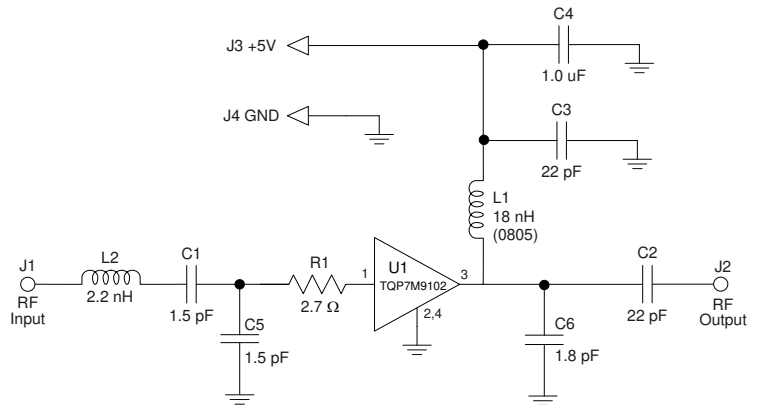 C4
J3 +5V
1.0 uF
J4 GND
C3
22 pF
L1
18 nH
(0805)
J1
L2
C1
R1
1
U1
3
C2
J2
TQP7M9102
RF
Input
2.2 nH
1.5 pF
2.7 Ω
2,4
22 pF
RF
Output
C5
1.5 pF
C6
1.8 pF